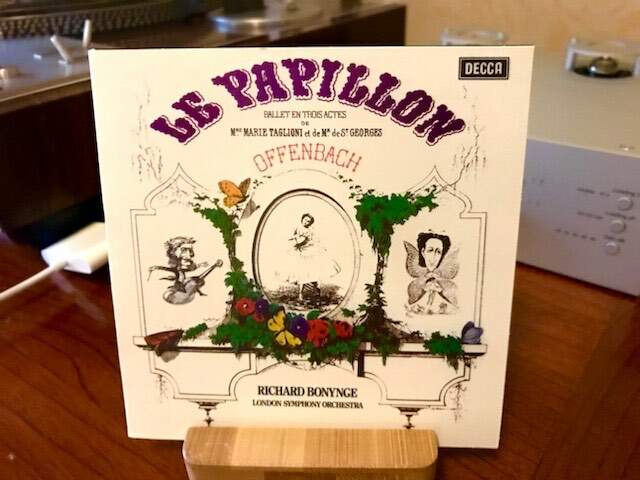 LE PAPILLON
DECCA
BALLET EN TROIS ACTES
DE
Mme MARIE TAGLIONI et de Mr de St GEORGES
OFFENBACH
RICHARD BONYNGE
LONDON SYMPHONY ORCHESTRA